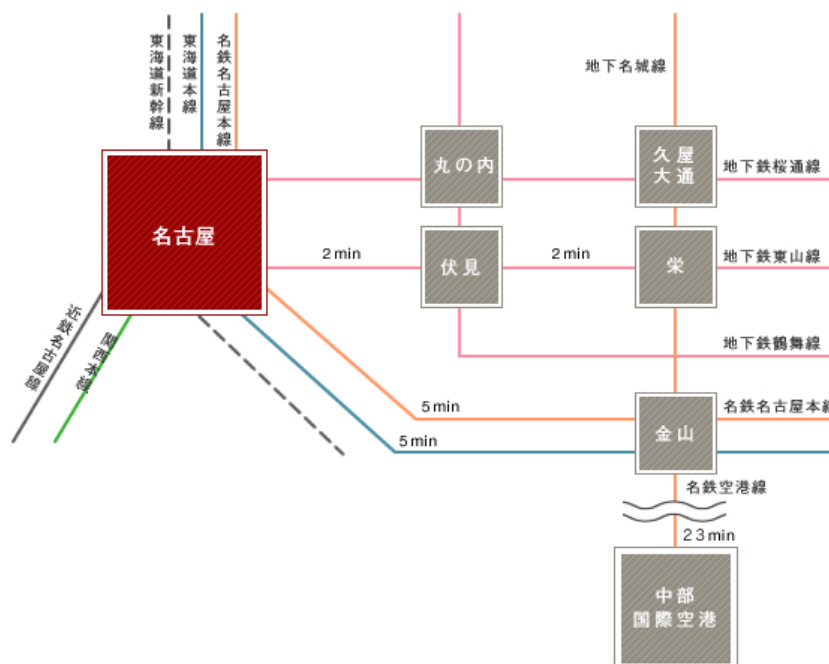 東海道新幹線
東海道本線
名鉄名古屋本線
地下名城線
丸の内
久屋
大通
地下鉄桜通線
名古屋
2min
伏見
2min
栄
地下鉄東山線
近鉄名古屋線
関西本線
地下鉄鶴舞線
5min
名鉄名古屋本線
5min
金山
名鉄空港線
23min
中部
国際空港